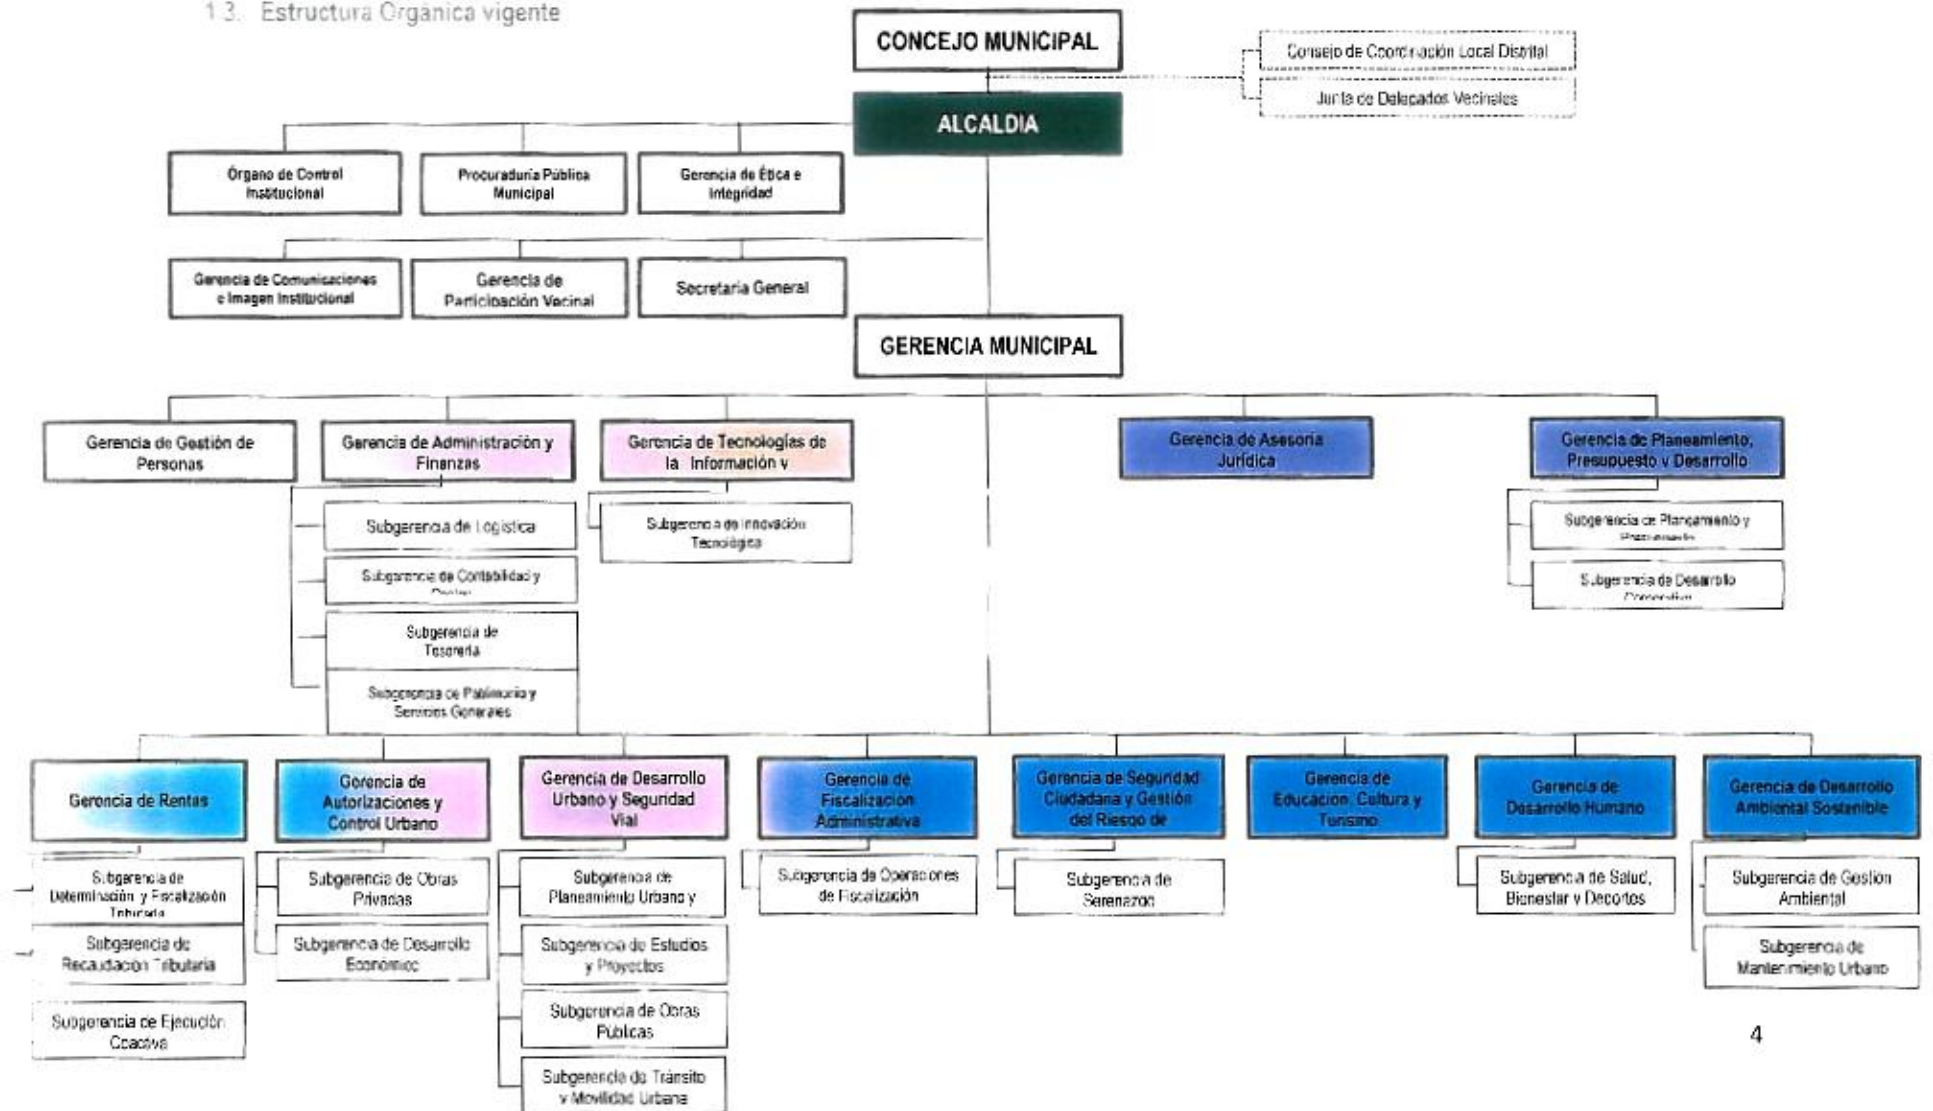 1.3. Estructura Orgánica vigente
CONCEJO MUNICIPAL
Consejo de Coordinación Local Distrital
Junta de Delegados Vecinales
ALCALDIA
Órgano de Control
Institucional
Procuraduría Pública
Municipal
Gerencia de Ética e
Integridad
Gerencia de Comunicaciones
e Imagen Institucional
Gerencia de
Participación Vecinal
Secretaria General
GERENCIA MUNICIPAL
Gerencia de Gestión de
Personas
Gerencia de Administración y
Finanzas
Gerencia de Tecnologías de
la Información y
Gerencia de Asesoría
Jurídica
Gerencia de Planeamiento,
Presupuesto y Desarrollo
Subgerencia de Logística
Subgerencia de Contabilidad y
Subgerencia de
Tesorería
Subgerencia de Patrimonio y
Servicios Generales
Subgerencia de Innovación
Tecnológica
Subgerencia de Planeamiento y
Subgerencia de Desarrollo
Gerencia de Rentas
Gerencia de
Autorizaciones y
Control Urbano
Gerencia de Desarrollo
Urbano y Seguridad
Vial
Gerencia de
Fiscalización
Administrativa
Gerencia de Seguridad
Ciudadana y Gestión
del Riesgo de
Gerencia de
Educación, Cultura y
Turismo
Gerencia de
Desarrollo Humano
Gerencia de Desarrollo
Ambiental Sostenible
Subgerencia de
Determinación y Fiscalización
Tributaria
Subgerencia de
Recaudación Tributaria
Subgerencia de Ejecución
Coactiva
Subgerencia de Obras
Privadas
Subgerencia de Desarrollo
Económico
Subgerencia de
Planeamiento Urbano y
Subgerencia de Estudios
y Proyectos
Subgerencia de Obras
Públicas
Subgerencia de Tránsito
y Movilidad Urbana
Subgerencia de Operaciones
de Fiscalización
Subgerencia de
Serenazgo
Subgerencia de Salud,
Bienestar y Deportes
Subgerencia de Gestión
Ambiental
Subgerencia de
Mantenimiento Urbano
4